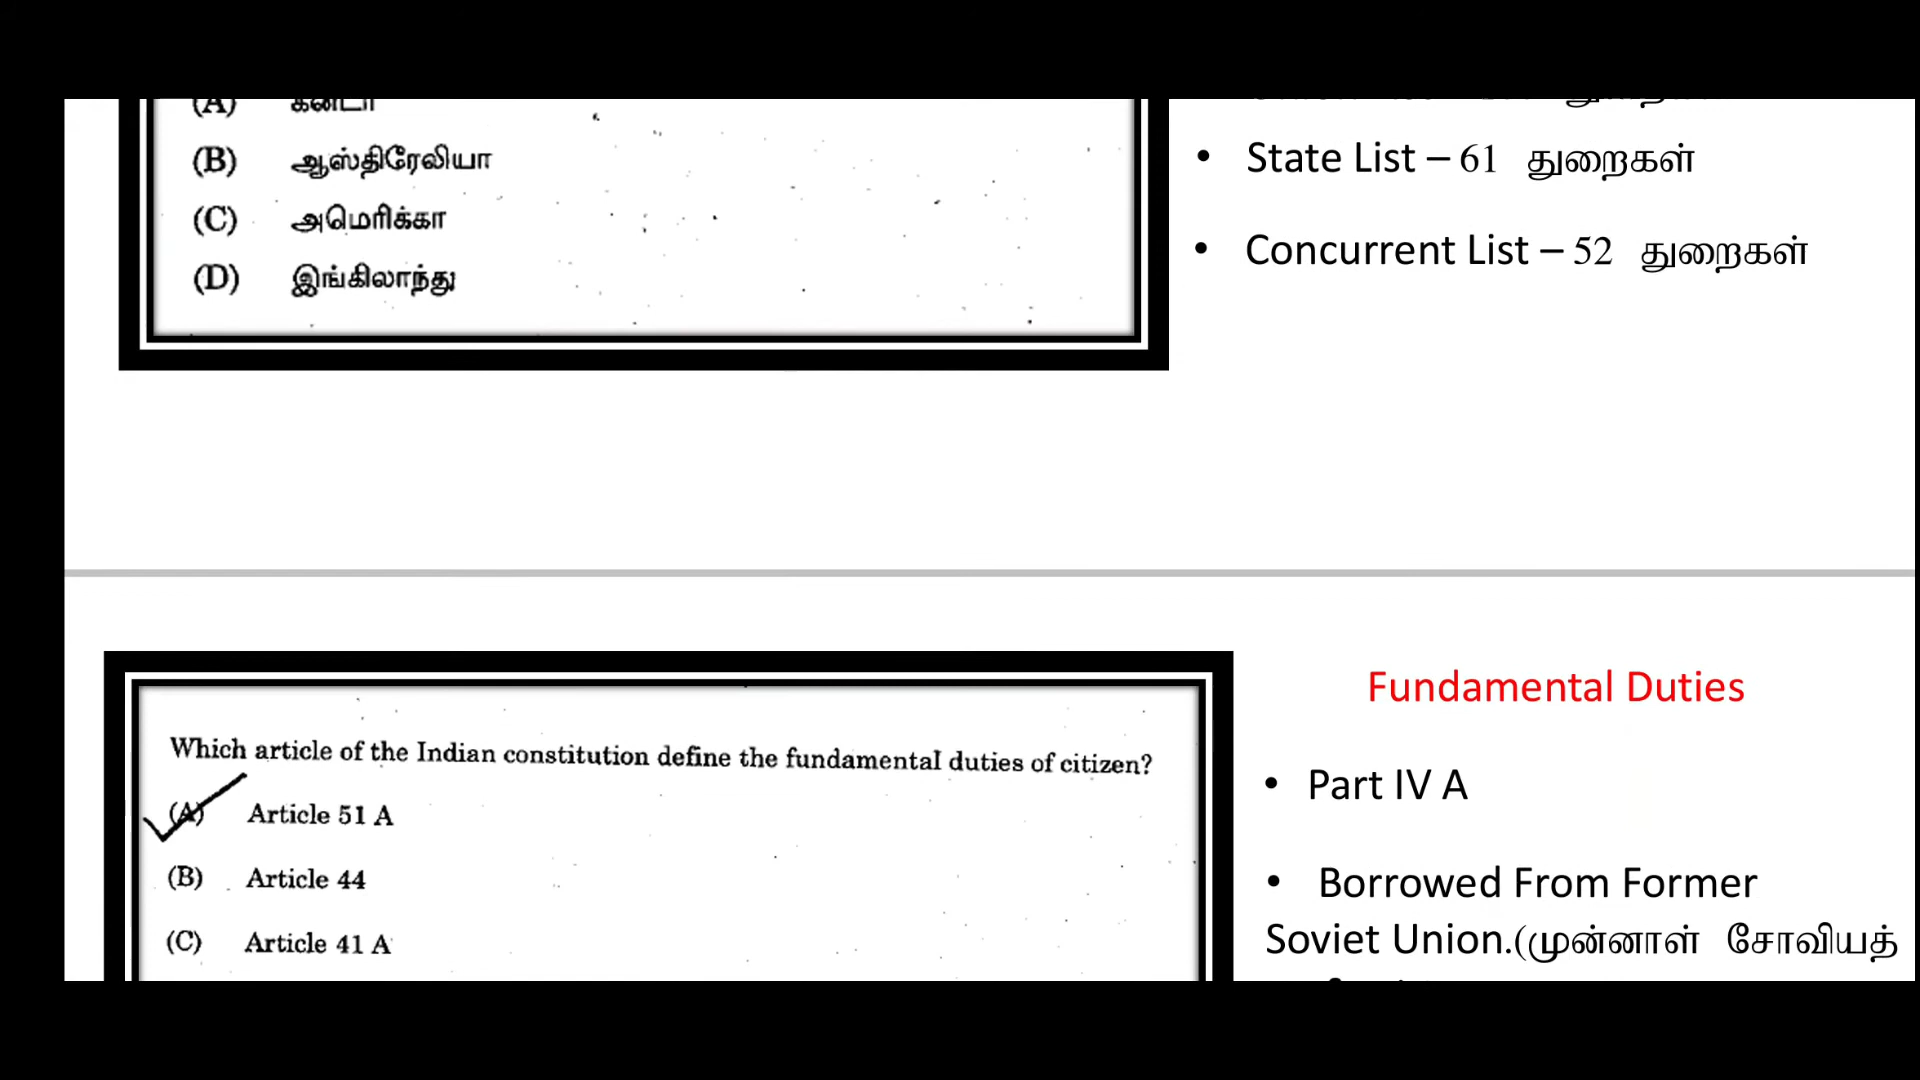 (A) கனடா
(B) ஆஸ்திரேலியா
(C) அமெரிக்கா
(D) இங்கிலாந்து
• State List – 61 துறைகள்
• Concurrent List – 52 துறைகள்
Which article of the Indian constitution define the fundamental duties of citizen?
(A) Article 51 A
(B) Article 44
(C) Article 41 A
Fundamental Duties
• Part IV A
• Borrowed From Former
Soviet Union.(முன்னாள் சோவியத்